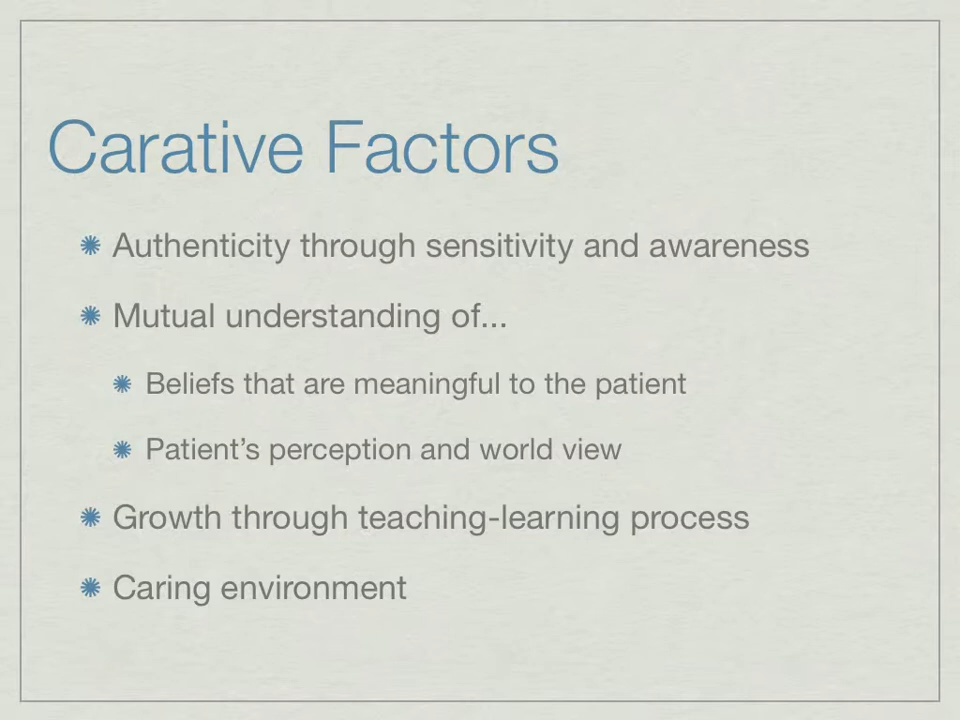 Carative Factors
Authenticity through sensitivity and awareness
Mutual understanding of...
Beliefs that are meaningful to the patient
Patient’s perception and world view
Growth through teaching-learning process
Caring environment